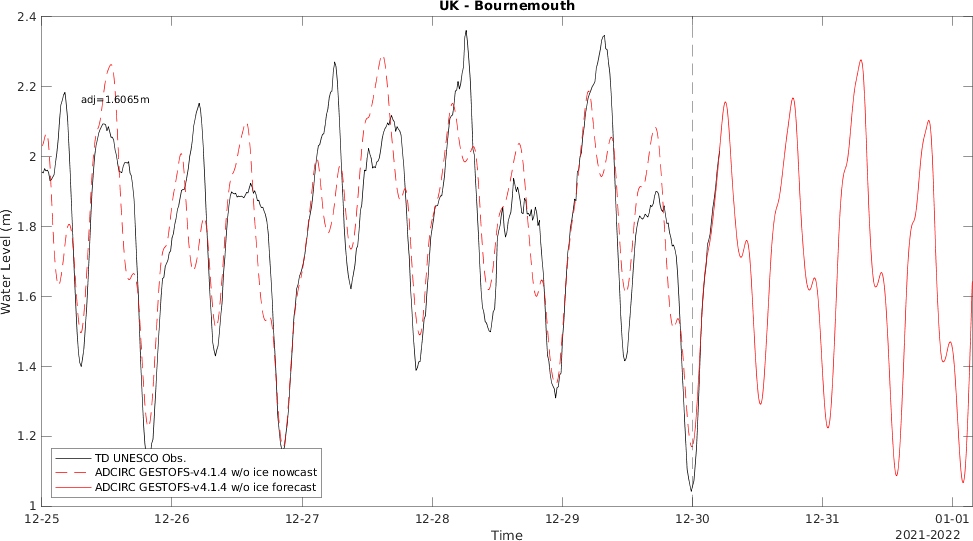 UK - Bournemouth
2.4
2.2
2
1.8
1.6
1.4
1.2
1
Water Level (m)
adj=1.6065m
TD UNESCO Obs.
ADCIRC GESTOFS-v4.1.4 w/o ice nowcast
ADCIRC GESTOFS-v4.1.4 w/o ice forecast
12-25 12-26 12-27 12-28 12-29 12-30 12-31 01-01
Time
2021-2022